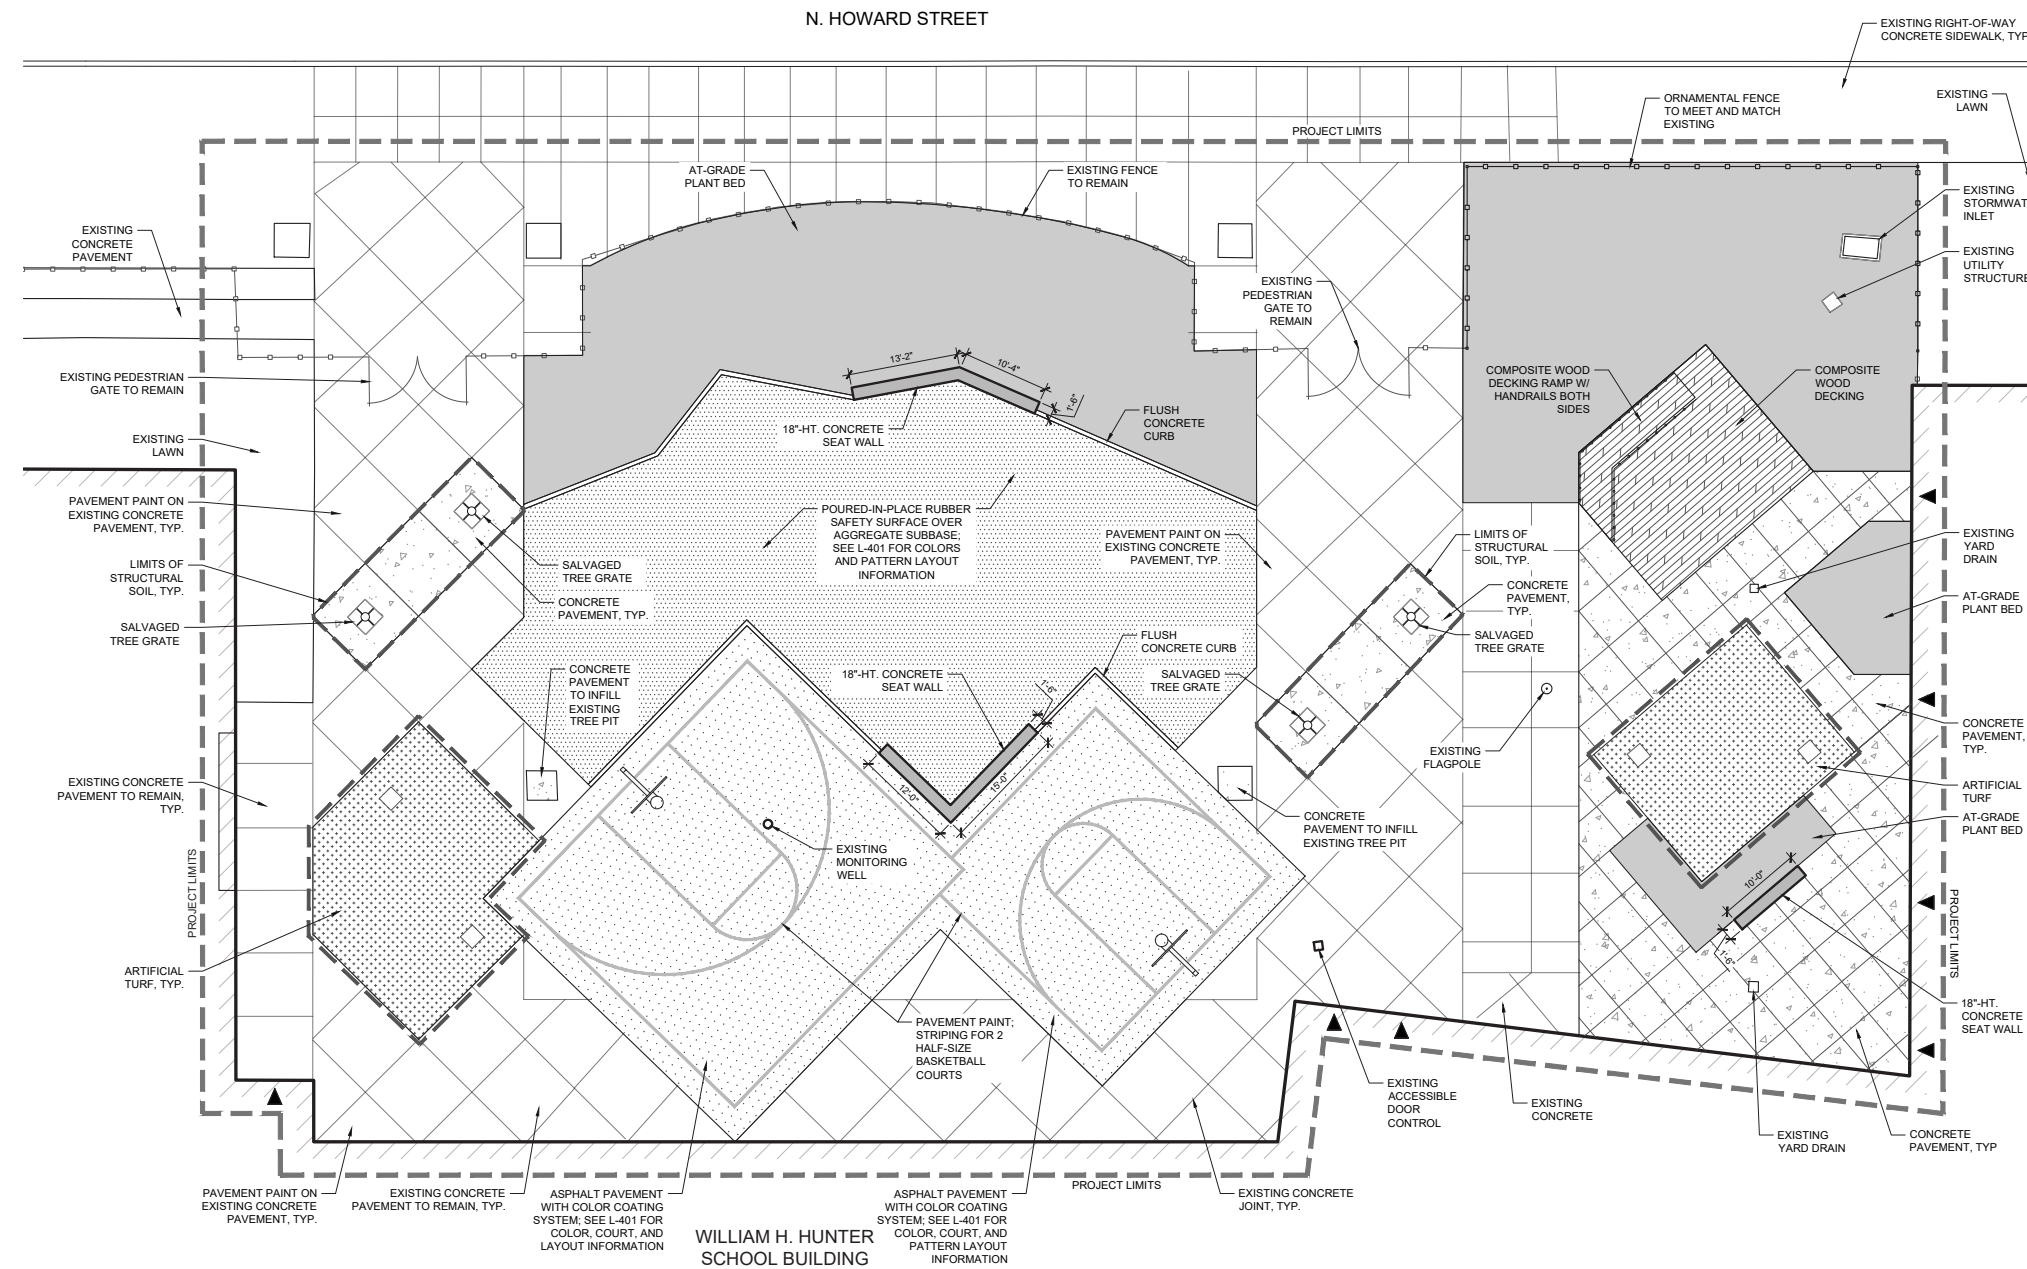 N. HOWARD STREET
EXISTING RIGHT-OF-WAY
CONCRETE SIDEWALK, TYP
PROJECT LIMITS
ORNAMENTAL FENCE
TO MEET AND MATCH
EXISTING
EXISTING
LAWN
AT-GRADE
PLANT BED
EXISTING FENCE
TO REMAIN
EXISTING
STORMWAT
INLET
EXISTING
CONCRETE
PAVEMENT
EXISTING
UTILITY
STRUCTURE
EXISTING
PEDESTRIAN
GATE TO
REMAIN
13'-2"
10'-4"
1'-6"
EXISTING PEDESTRIAN
GATE TO REMAIN
COMPOSITE WOOD
DECKING RAMP W/
HANDRAILS BOTH
SIDES
COMPOSITE
WOOD
DECKING
18"-HT. CONCRETE
SEAT WALL
FLUSH
CONCRETE
CURB
EXISTING
LAWN
PAVEMENT PAINT ON
EXISTING CONCRETE
PAVEMENT, TYP.
POURED-IN-PLACE RUBBER
SAFETY SURFACE OVER
AGGREGATE SUBBASE;
SEE L-401 FOR COLORS
AND PATTERN LAYOUT
INFORMATION
PAVEMENT PAINT ON
EXISTING CONCRETE
PAVEMENT, TYP.
LIMITS OF
STRUCTURAL
SOIL, TYP.
EXISTING
YARD
DRAIN
LIMITS OF
STRUCTURAL
SOIL, TYP.
SALVAGED
TREE GRATE
CONCRETE
PAVEMENT, TYP.
CONCRETE
PAVEMENT,
TYP.
AT-GRADE
PLANT BED
SALVAGED
TREE GRATE
SALVAGED
TREE GRATE
FLUSH
CONCRETE CURB
CONCRETE
PAVEMENT
TO INFILL
EXISTING
TREE PIT
18"-HT. CONCRETE
SEAT WALL
SALVAGED
TREE GRATE
1'-6"
12'-0"
15'-0"
EXISTING
FLAGPOLE
CONCRETE
PAVEMENT,
TYP.
EXISTING CONCRETE
PAVEMENT TO REMAIN,
TYP.
ARTIFICIAL
TURF
CONCRETE
PAVEMENT TO INFILL
EXISTING TREE PIT
AT-GRADE
PLANT BED
EXISTING
MONITORING
WELL
PROJECT LIMITS
10'-0"
1'-6"
PROJECT LIMITS
ARTIFICIAL
TURF, TYP.
18"-HT.
CONCRETE
SEAT WALL
PAVEMENT PAINT;
STRIPING FOR 2
HALF-SIZE
BASKETBALL
COURTS
EXISTING
ACCESSIBLE
DOOR
CONTROL
EXISTING
CONCRETE
EXISTING
YARD DRAIN
CONCRETE
PAVEMENT, TYP
PROJECT LIMITS
PAVEMENT PAINT ON
EXISTING CONCRETE
PAVEMENT, TYP.
EXISTING CONCRETE
PAVEMENT TO REMAIN, TYP.
ASPHALT PAVEMENT
WITH COLOR COATING
SYSTEM; SEE L-401 FOR
COLOR, COURT, AND
LAYOUT INFORMATION
WILLIAM H. HUNTER
SCHOOL BUILDING
ASPHALT PAVEMENT
WITH COLOR COATING
SYSTEM; SEE L-401 FOR
COLOR, COURT, AND
PATTERN LAYOUT
INFORMATION
EXISTING CONCRETE
JOINT, TYP.